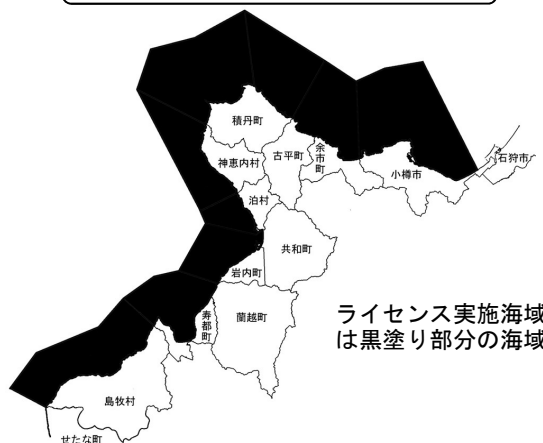 積丹町
余市町
古平町
神恵内村
石狩市
小樽市
泊村
共和町
岩内町
寿都町
蘭越町
ライセンス実施海域
は黒塗り部分の海域
島牧村
せたな町